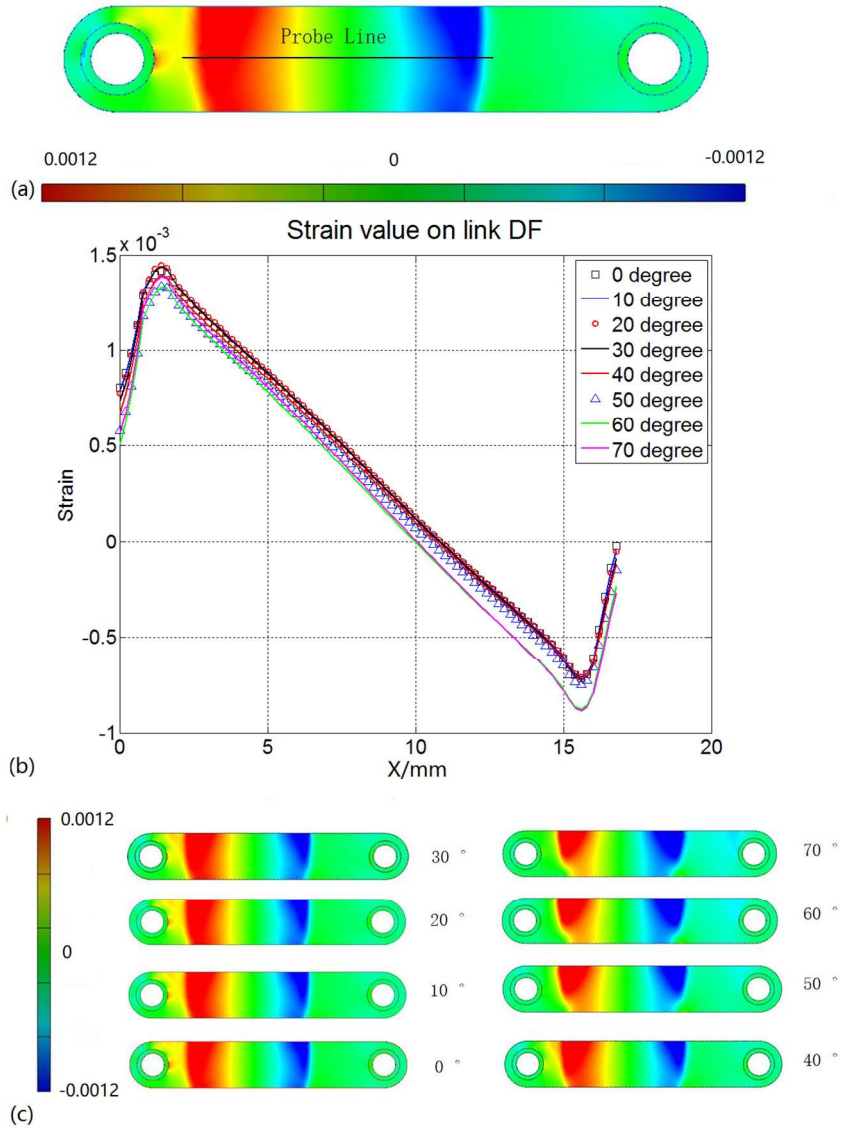 Probe Line
0.0012 0 -0.0012
(a)
× 10⁻³ Strain value on link DF
1.5
1
0.5
0
-0.5
-1
Strain
0 degree
10 degree
20 degree
30 degree
40 degree
50 degree
60 degree
70 degree
0 5 10 15 20
X/mm
(b)
0.0012
0
-0.0012
30 °
20 °
10 °
0 °
70 °
60 °
50 °
40 °
(c)